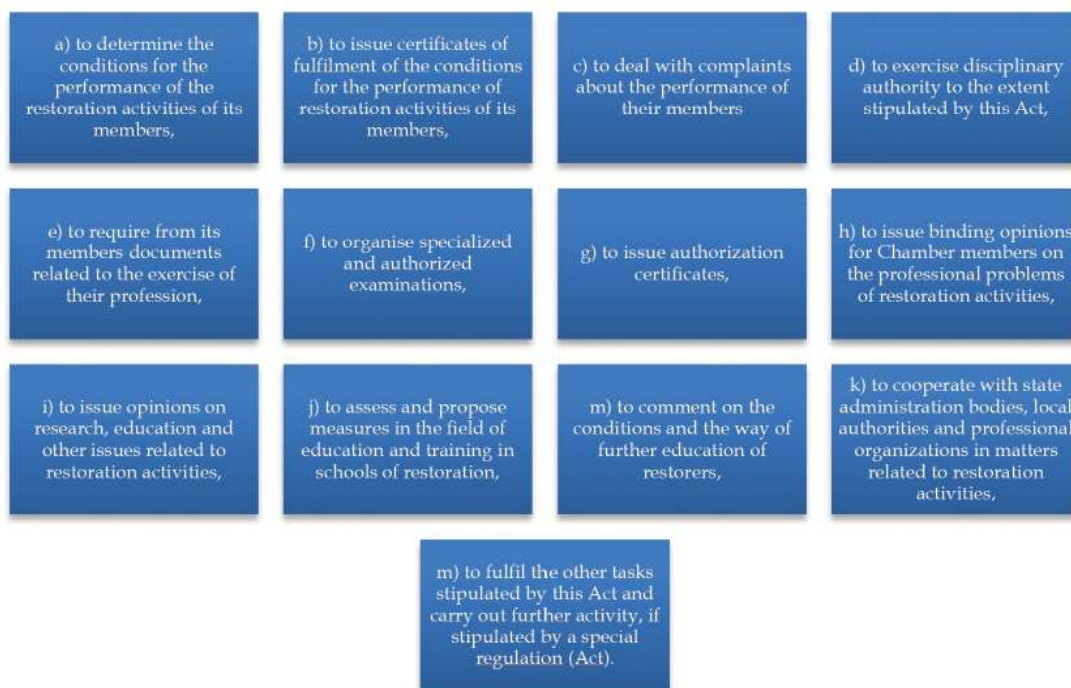 a) to determine the
conditions for the
performance of the
restoration activities of its
members,
b) to issue certificates of
fulfilment of the conditions
for the performance of
restoration activities of its
members,
c) to deal with complaints
about the performance of
their members
d) to exercise disciplinary
authority to the extent
stipulated by this Act,
e) to require from its
members documents
related to the exercise of
their profession,
f) to organise specialized
and authorized
examinations,
g) to issue authorization
certificates,
h) to issue binding opinions
for Chamber members on
the professional problems
of restoration activities,
i) to issue opinions on
research, education and
other issues related to
restoration activities,
j) to assess and propose
measures in the field of
education and training in
schools of restoration,
m) to comment on the
conditions and the way of
further education of
restorers,
k) to cooperate with state
administration bodies, local
authorities and professional
organizations in matters
related to restoration
activities,
m) to fulfil the other tasks
stipulated by this Act and
carry out further activity, if
stipulated by a special
regulation (Act).